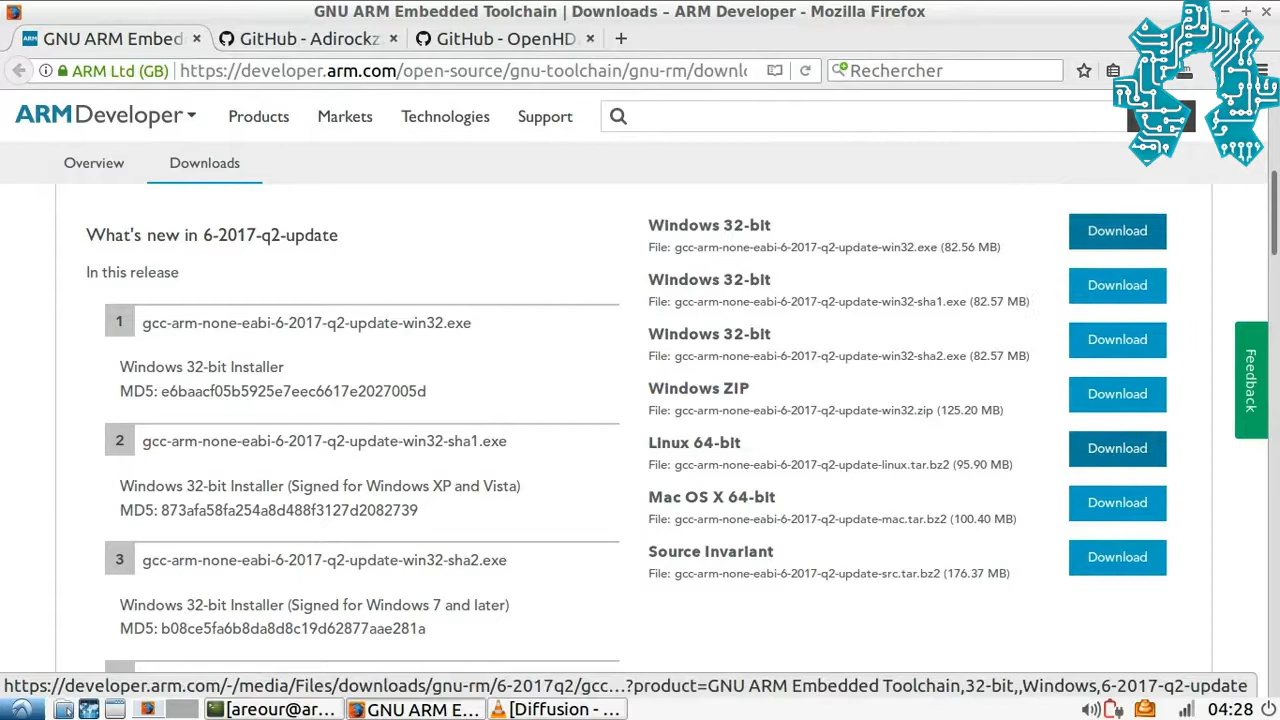 GNU ARM Embedded Toolchain | Downloads – ARM Developer - Mozilla Firefox
GNU ARM Embed
GitHub - Adirockz
GitHub - OpenHD
ARM Ltd (GB)
https://developer.arm.com/open-source/gnu-toolchain/gnu-rm/downl
Rechercher
ARMDeveloper
Products
Markets
Technologies
Support
Overview
Downloads
What's new in 6-2017-q2-update
In this release
1
gcc-arm-none-eabi-6-2017-q2-update-win32.exe
Windows 32-bit Installer
MD5: e6baacf05b5925e7eec6617e2027005d
2
gcc-arm-none-eabi-6-2017-q2-update-win32-sha1.exe
Windows 32-bit Installer (Signed for Windows XP and Vista)
MD5: 873afa58fa254a8d488f3127d2082739
3
gcc-arm-none-eabi-6-2017-q2-update-win32-sha2.exe
Windows 32-bit Installer (Signed for Windows 7 and later)
MD5: b08ce5fa6b8da8d8c19d62877aae281a
Windows 32-bit
File: gcc-arm-none-eabi-6-2017-q2-update-win32.exe (82.56 MB)
Download
Windows 32-bit
File: gcc-arm-none-eabi-6-2017-q2-update-win32-sha1.exe (82.57 MB)
Download
Windows 32-bit
File: gcc-arm-none-eabi-6-2017-q2-update-win32-sha2.exe (82.57 MB)
Download
Windows ZIP
File: gcc-arm-none-eabi-6-2017-q2-update-win32.zip (125.20 MB)
Download
Linux 64-bit
File: gcc-arm-none-eabi-6-2017-q2-update-linux.tar.bz2 (95.90 MB)
Download
Mac OS X 64-bit
File: gcc-arm-none-eabi-6-2017-q2-update-mac.tar.bz2 (100.40 MB)
Download
Source Invariant
File: gcc-arm-none-eabi-6-2017-q2-update-src.tar.bz2 (176.37 MB)
Download
Feedback
https://developer.arm.com/-/media/Files/downloads/gnu-rm/6-2017q2/gcc...?product=GNU ARM Embedded Toolchain,32-bit,,Windows,6-2017-q2-update
[areour@ar...
GNU ARM E...
[Diffusion - ...
04:28